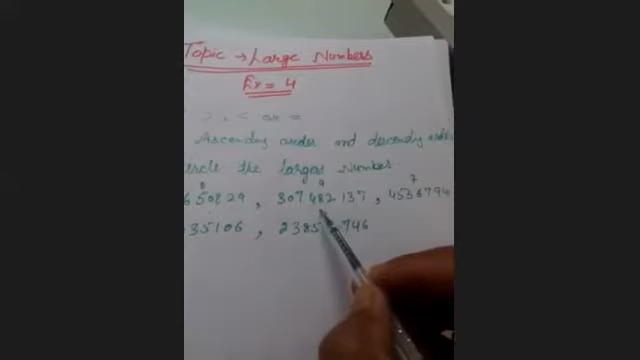 Topic → Large Numbers
Ex = 4
> , < or =
Ascending order and descending order
circle the largest Number.
8 9 7
650829 , 307482137 , 4536794
35106 , 2385 746